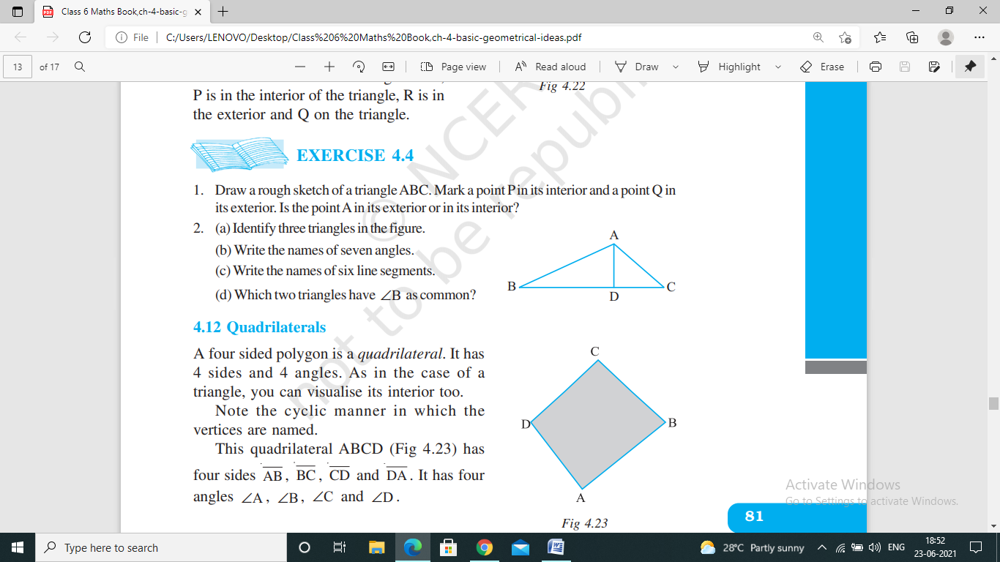 Class 6 Maths Book,ch-4-basic-g
File C:/Users/LENOVO/Desktop/Class%206%20Maths%20Book,ch-4-basic-geometrical-ideas.pdf
13 of 17 Page view Read aloud Draw Highlight Erase
Fig 4.22
P is in the interior of the triangle, R is in
the exterior and Q on the triangle.
EXERCISE 4.4
1. Draw a rough sketch of a triangle ABC. Mark a point P in its interior and a point Q in
its exterior. Is the point A in its exterior or in its interior?
2. (a) Identify three triangles in the figure.
(b) Write the names of seven angles.
(c) Write the names of six line segments.
(d) Which two triangles have ∠B as common?
A
B
C
D
4.12 Quadrilaterals
A four sided polygon is a quadrilateral. It has
4 sides and 4 angles. As in the case of a
triangle, you can visualise its interior too.
Note the cyclic manner in which the
vertices are named.
This quadrilateral ABCD (Fig 4.23) has
four sides AB, BC, CD and DA. It has four
angles ∠A, ∠B, ∠C and ∠D.
C
D
B
A
Fig 4.23
© NCER
not to be republi
Activate Windows
Go to Settings to activate Windows.
81
Type here to search
28°C Partly sunny
ENG
18:52
23-06-2021